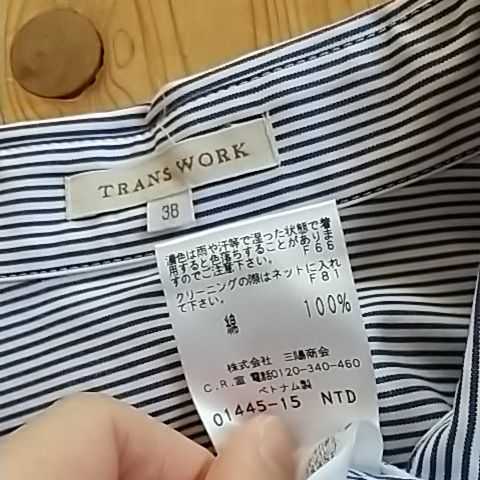 TRANS WORK
38
濃色は雨や汗等で湿った状態で着
用すると色落ちすることがありま
すのでご注意下さい。 F66
クリーニングの際はネットに入れ
て下さい。 F81
綿 100%
株式会社 三陽商会
C.R.室 電話0120-340-460
ベトナム製
01445-15 NTD